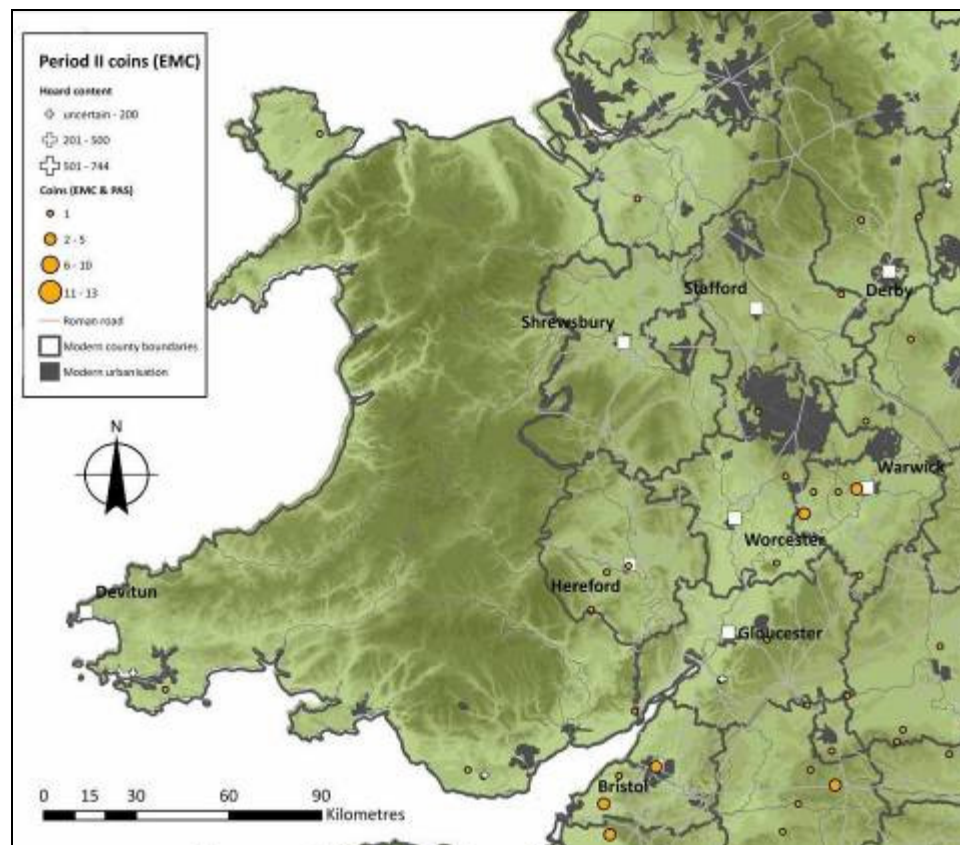 Period II coins (EMC)
Hoard content
uncertain - 200
201 - 500
501 - 744
Coins (EMC & PAS)
1
2 - 5
6 - 10
11 - 13
Roman road
Modern county boundaries
Modern urbanisation
N
Stafford
Derby
Shrewsbury
Warwick
Worcester
Devitun
Hereford
Gloucester
Bristol
0 15 30 60 90
Kilometres